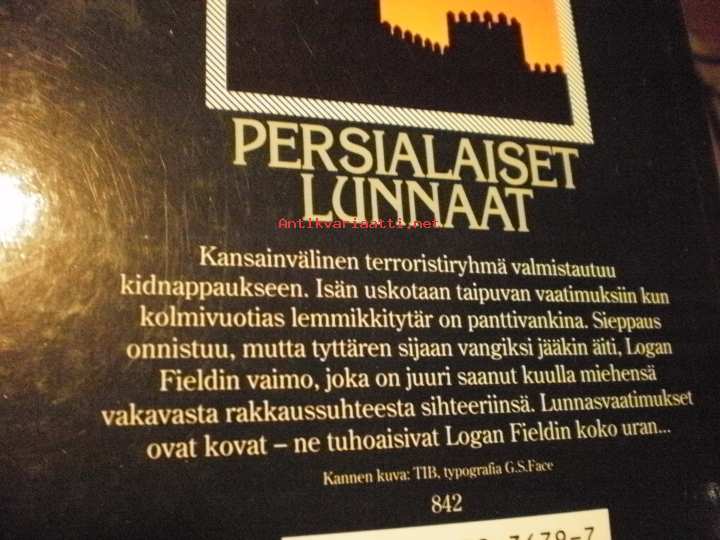 PERSIALAISET
LUNNAAT
Antikvariaatti.net
Kansainvälinen terroristiryhmä valmistautuu
kidnappaukseen. Isän uskotaan taipuvan vaatimuksiin kun
kolmivuotias lemmikkitytär on panttivankina. Sieppaus
onnistuu, mutta tyttären sijaan vangiksi jääkin äiti, Logan
Fieldin vaimo, joka on juuri saanut kuulla miehensä
vakavasta rakkaussuhteesta sihteeriinsä. Lunnasvaatimukset
ovat kovat – ne tuhoaisivat Logan Fieldin koko uran...
Kannen kuva: TIB, typografia G.S.Face
842